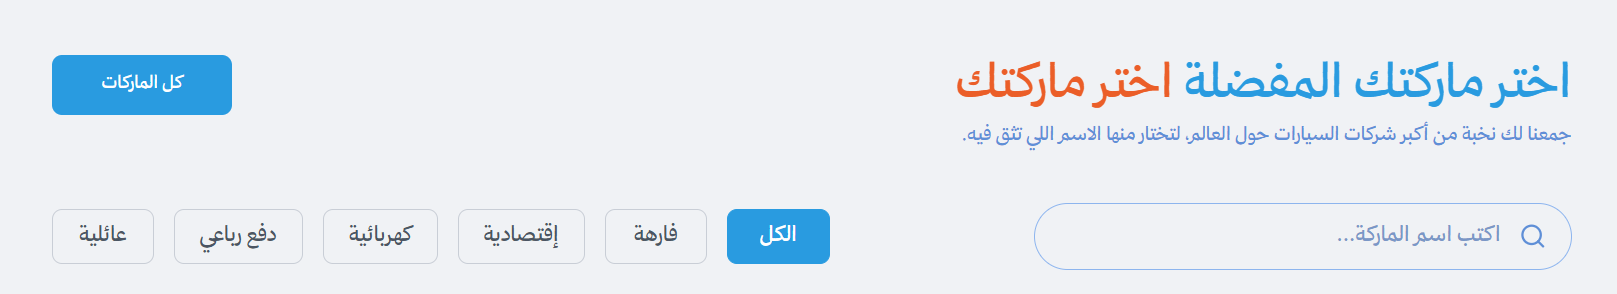 اختر ماركتك المفضلة اختر ماركتك
كل الماركات
جمعنا لك نخبة من أكبر شركات السيارات حول العالم، لتختار منها الاسم اللي تثق فيه.
اكتب اسم الماركة...
الكل
فارهة
إقتصادية
كهربائية
دفع رباعي
عائلية